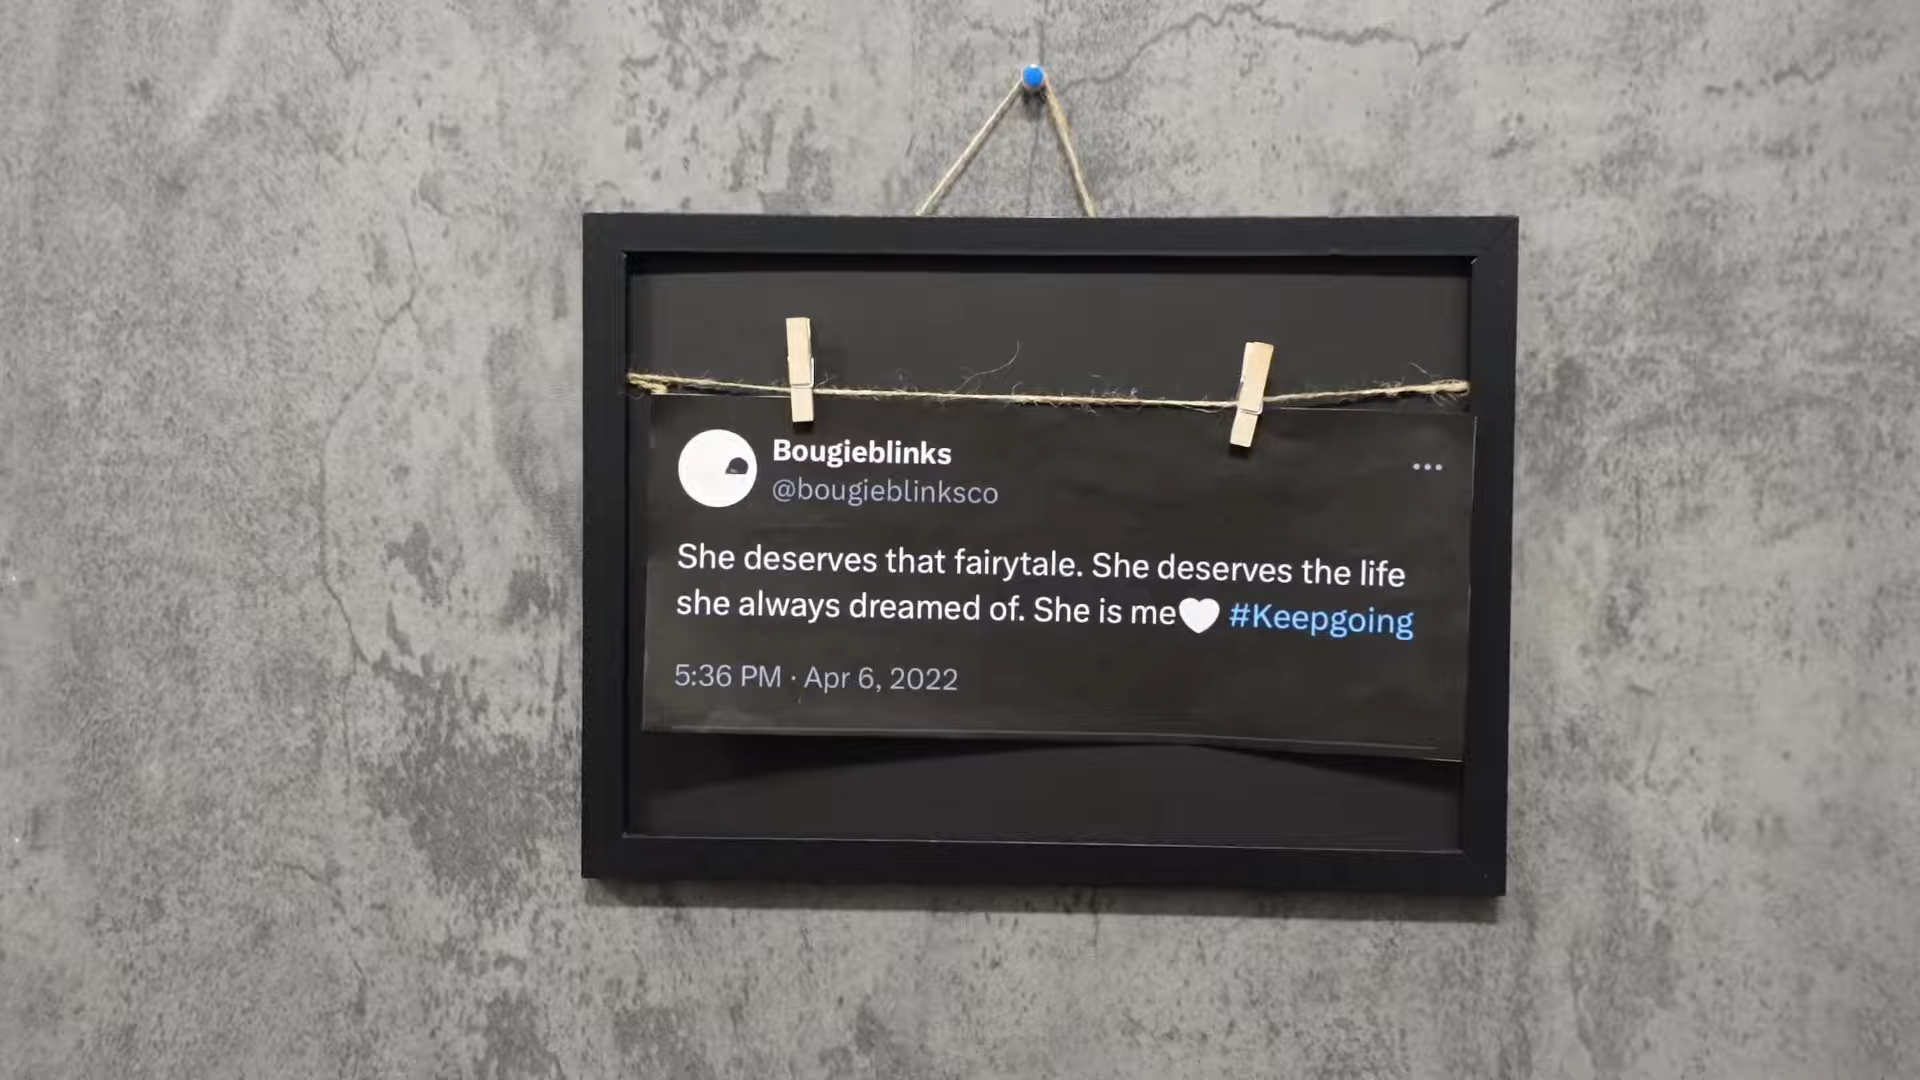 Bougieblinks
@bougieblinksco
She deserves that fairytale. She deserves the life
she always dreamed of. She is me🤍 #Keepgoing
5:36 PM · Apr 6, 2022